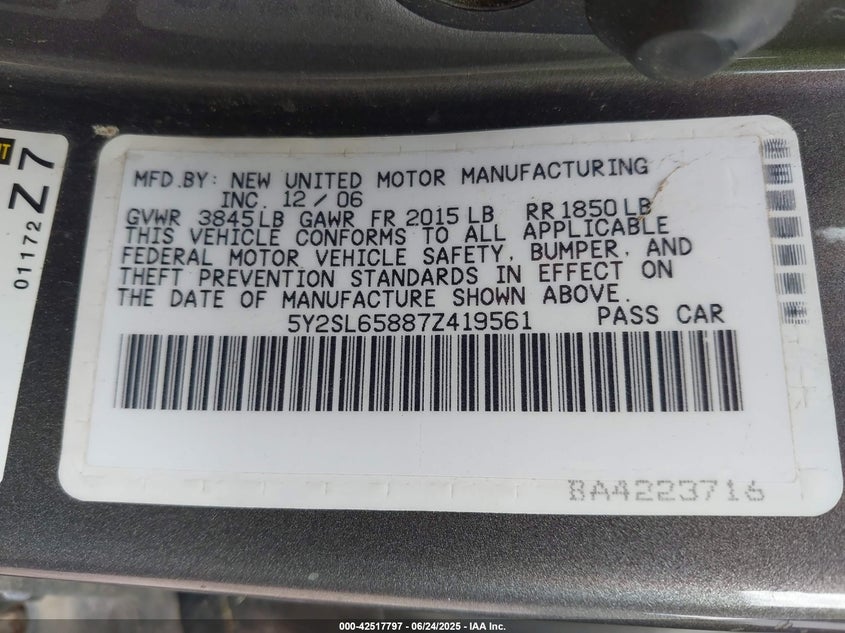 MFD.BY: NEW UNITED MOTOR MANUFACTURING
INC. 12/06
GVWR 3845LB GAWR FR 2015LB RR1850LB
THIS VEHICLE CONFORMS TO ALL APPLICABLE
FEDERAL MOTOR VEHICLE SAFETY, BUMPER, AND
THEFT PREVENTION STANDARDS IN EFFECT ON
THE DATE OF MANUFACTURE SHOWN ABOVE.
5Y2SL65887Z419561 PASS CAR
BA4223716
01172
Z7
000-42517797 - 06/24/2025 - IAA Inc.